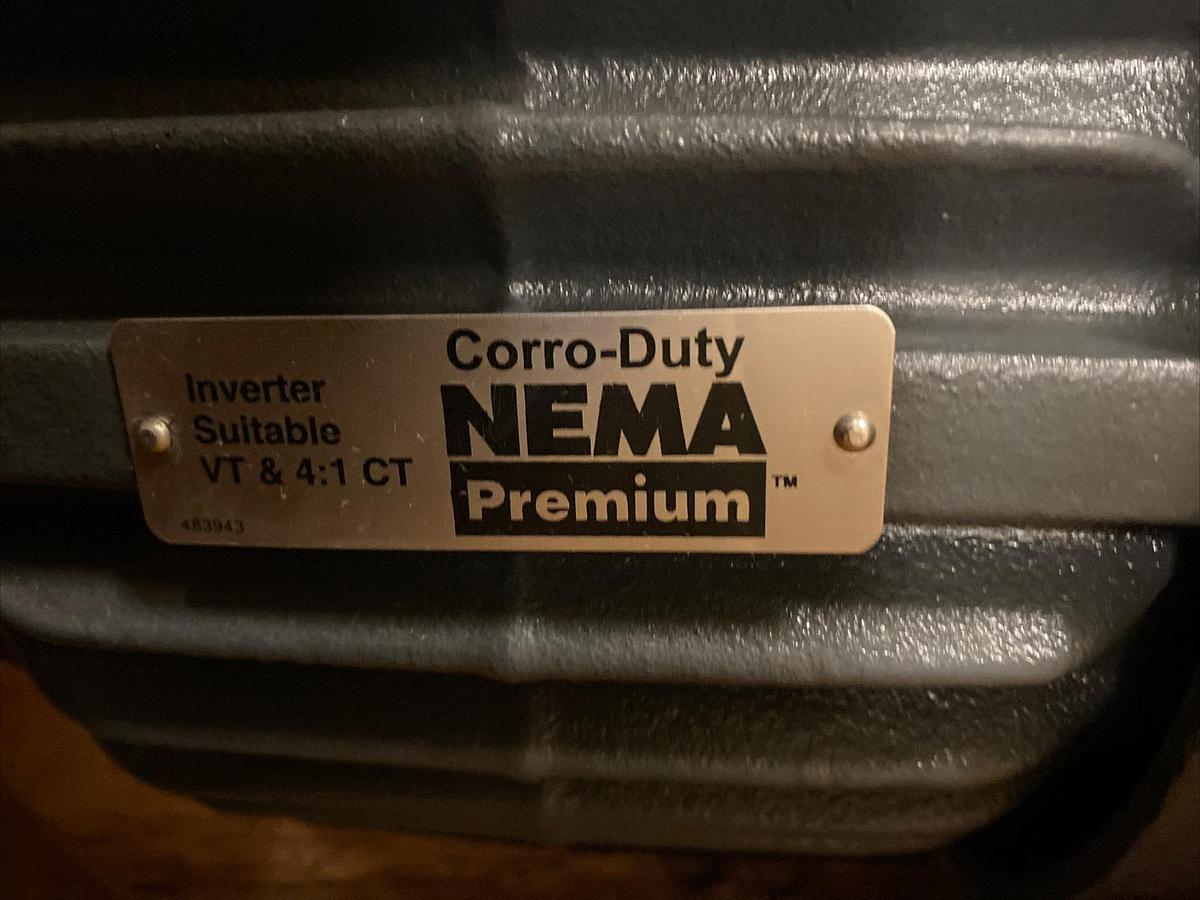 Inverter
Suitable
VT & 4:1 CT
483943
Corro-Duty
NEMA
Premium ™